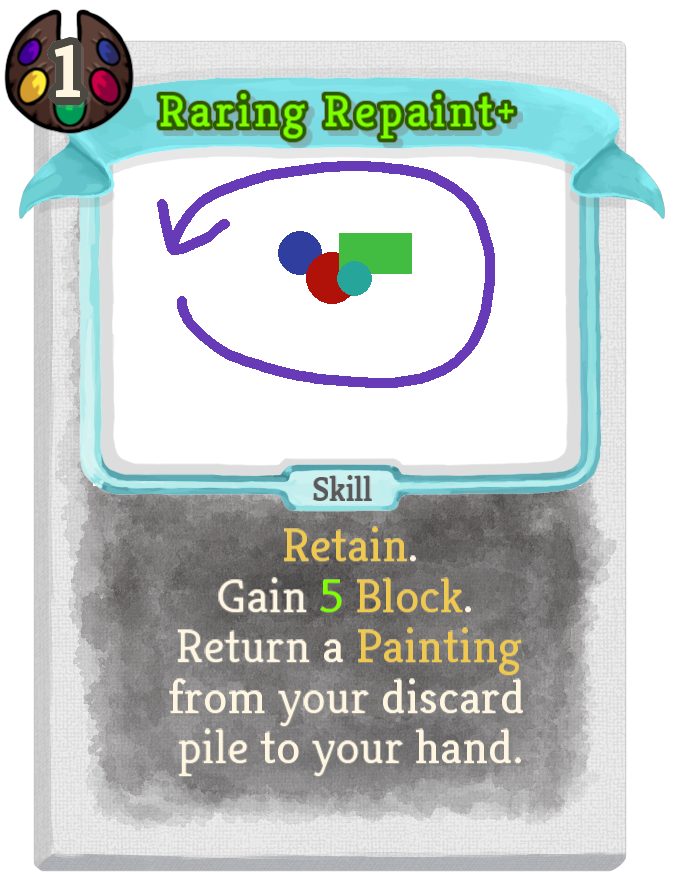 1
Raring Repaint+
Skill
Retain.
Gain 5 Block.
Return a Painting
from your discard
pile to your hand.